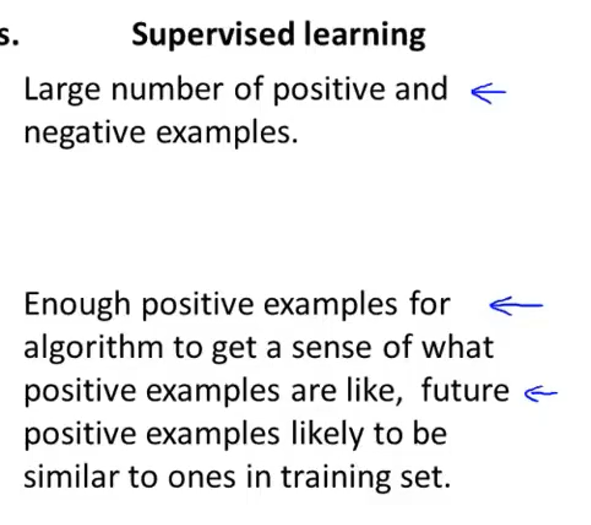 s. Supervised learning
Large number of positive and
negative examples.
Enough positive examples for
algorithm to get a sense of what
positive examples are like, future
positive examples likely to be
similar to ones in training set.